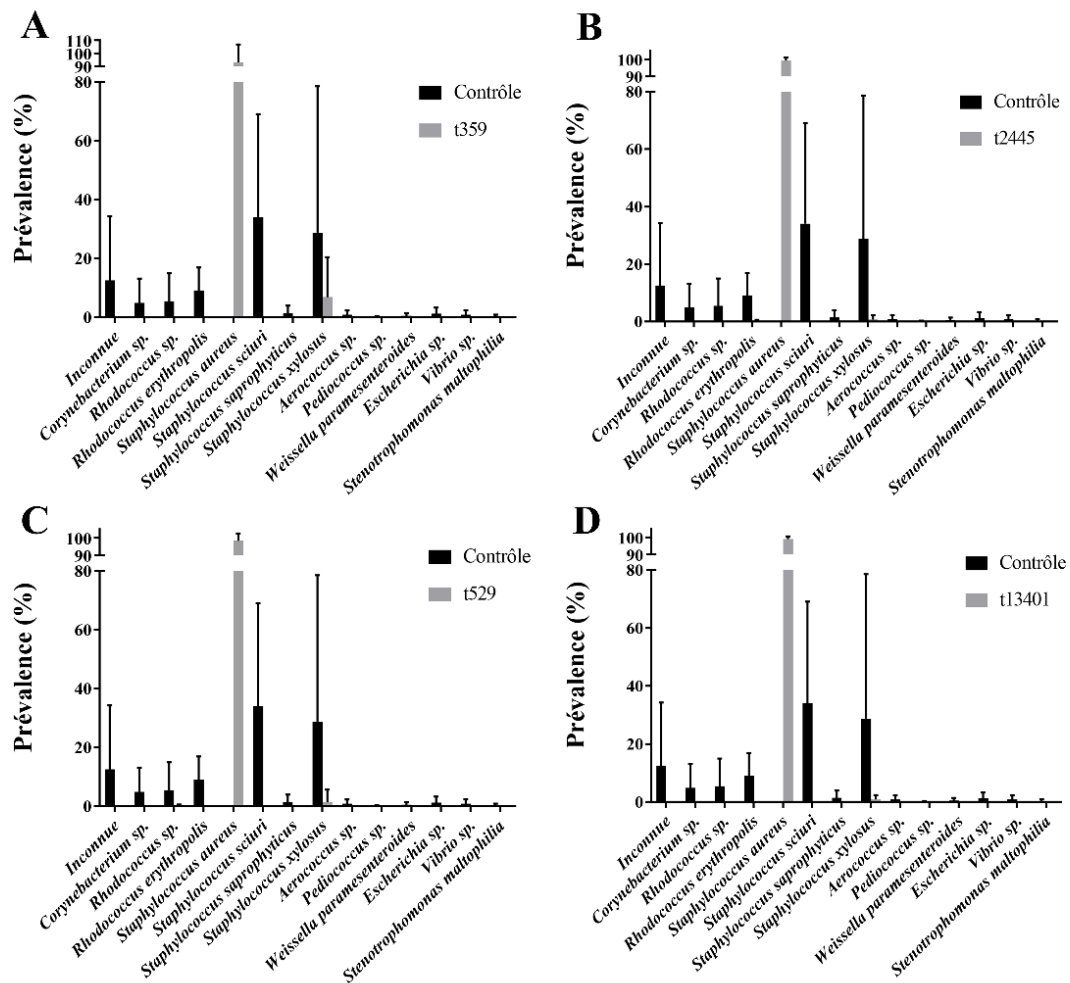 A
Prévalence (%)
110
100
90
80
60
40
20
0
Contrôle
t359
Inconnue
Corynebacterium sp.
Rhodococcus sp.
Rhodococcus erythropolis
Staphylococcus aureus
Staphylococcus sciuri
Staphylococcus saprophyticus
Staphylococcus xylosus
Aerococcus sp.
Pediococcus sp.
Weissella paramesenteroides
Escherichia sp.
Vibrio sp.
Stenotrophomonas maltophilia
B
Prévalence (%)
100
90
80
60
40
20
0
Contrôle
t2445
Inconnue
Corynebacterium sp.
Rhodococcus sp.
Rhodococcus erythropolis
Staphylococcus aureus
Staphylococcus sciuri
Staphylococcus saprophyticus
Staphylococcus xylosus
Aerococcus sp.
Pediococcus sp.
Weissella paramesenteroides
Escherichia sp.
Vibrio sp.
Stenotrophomonas maltophilia
C
Prévalence (%)
100
90
80
60
40
20
0
Contrôle
t529
Inconnue
Corynebacterium sp.
Rhodococcus sp.
Rhodococcus erythropolis
Staphylococcus aureus
Staphylococcus sciuri
Staphylococcus saprophyticus
Staphylococcus xylosus
Aerococcus sp.
Pediococcus sp.
Weissella paramesenteroides
Escherichia sp.
Vibrio sp.
Stenotrophomonas maltophilia
D
Prévalence (%)
100
90
80
60
40
20
0
Contrôle
t13401
Inconnue
Corynebacterium sp.
Rhodococcus sp.
Rhodococcus erythropolis
Staphylococcus aureus
Staphylococcus sciuri
Staphylococcus saprophyticus
Staphylococcus xylosus
Aerococcus sp.
Pediococcus sp.
Weissella paramesenteroides
Escherichia sp.
Vibrio sp.
Stenotrophomonas maltophilia